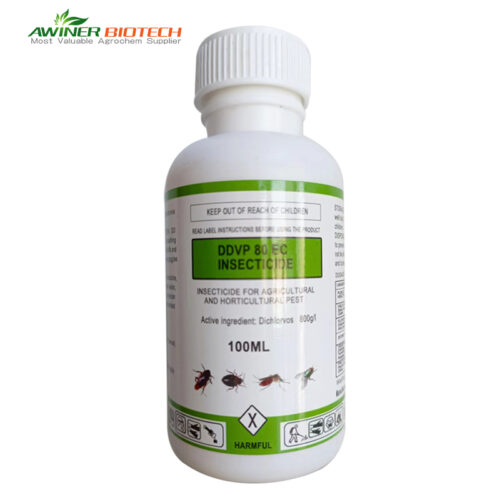 AWINER BIOTECH
Most Valuable Agrochem Supplier
KEEP OUT OF REACH OF CHILDREN
READ LABEL INSTRUCTIONS BEFORE USING THE PRODUCT
DDVP 80 EC
INSECTICIDE
INSECTICIDE FOR AGRICULTURAL
AND HORTICULTURAL PEST
Active ingredient: Dichlorvos 800g/l
100ML
X
HARMFUL